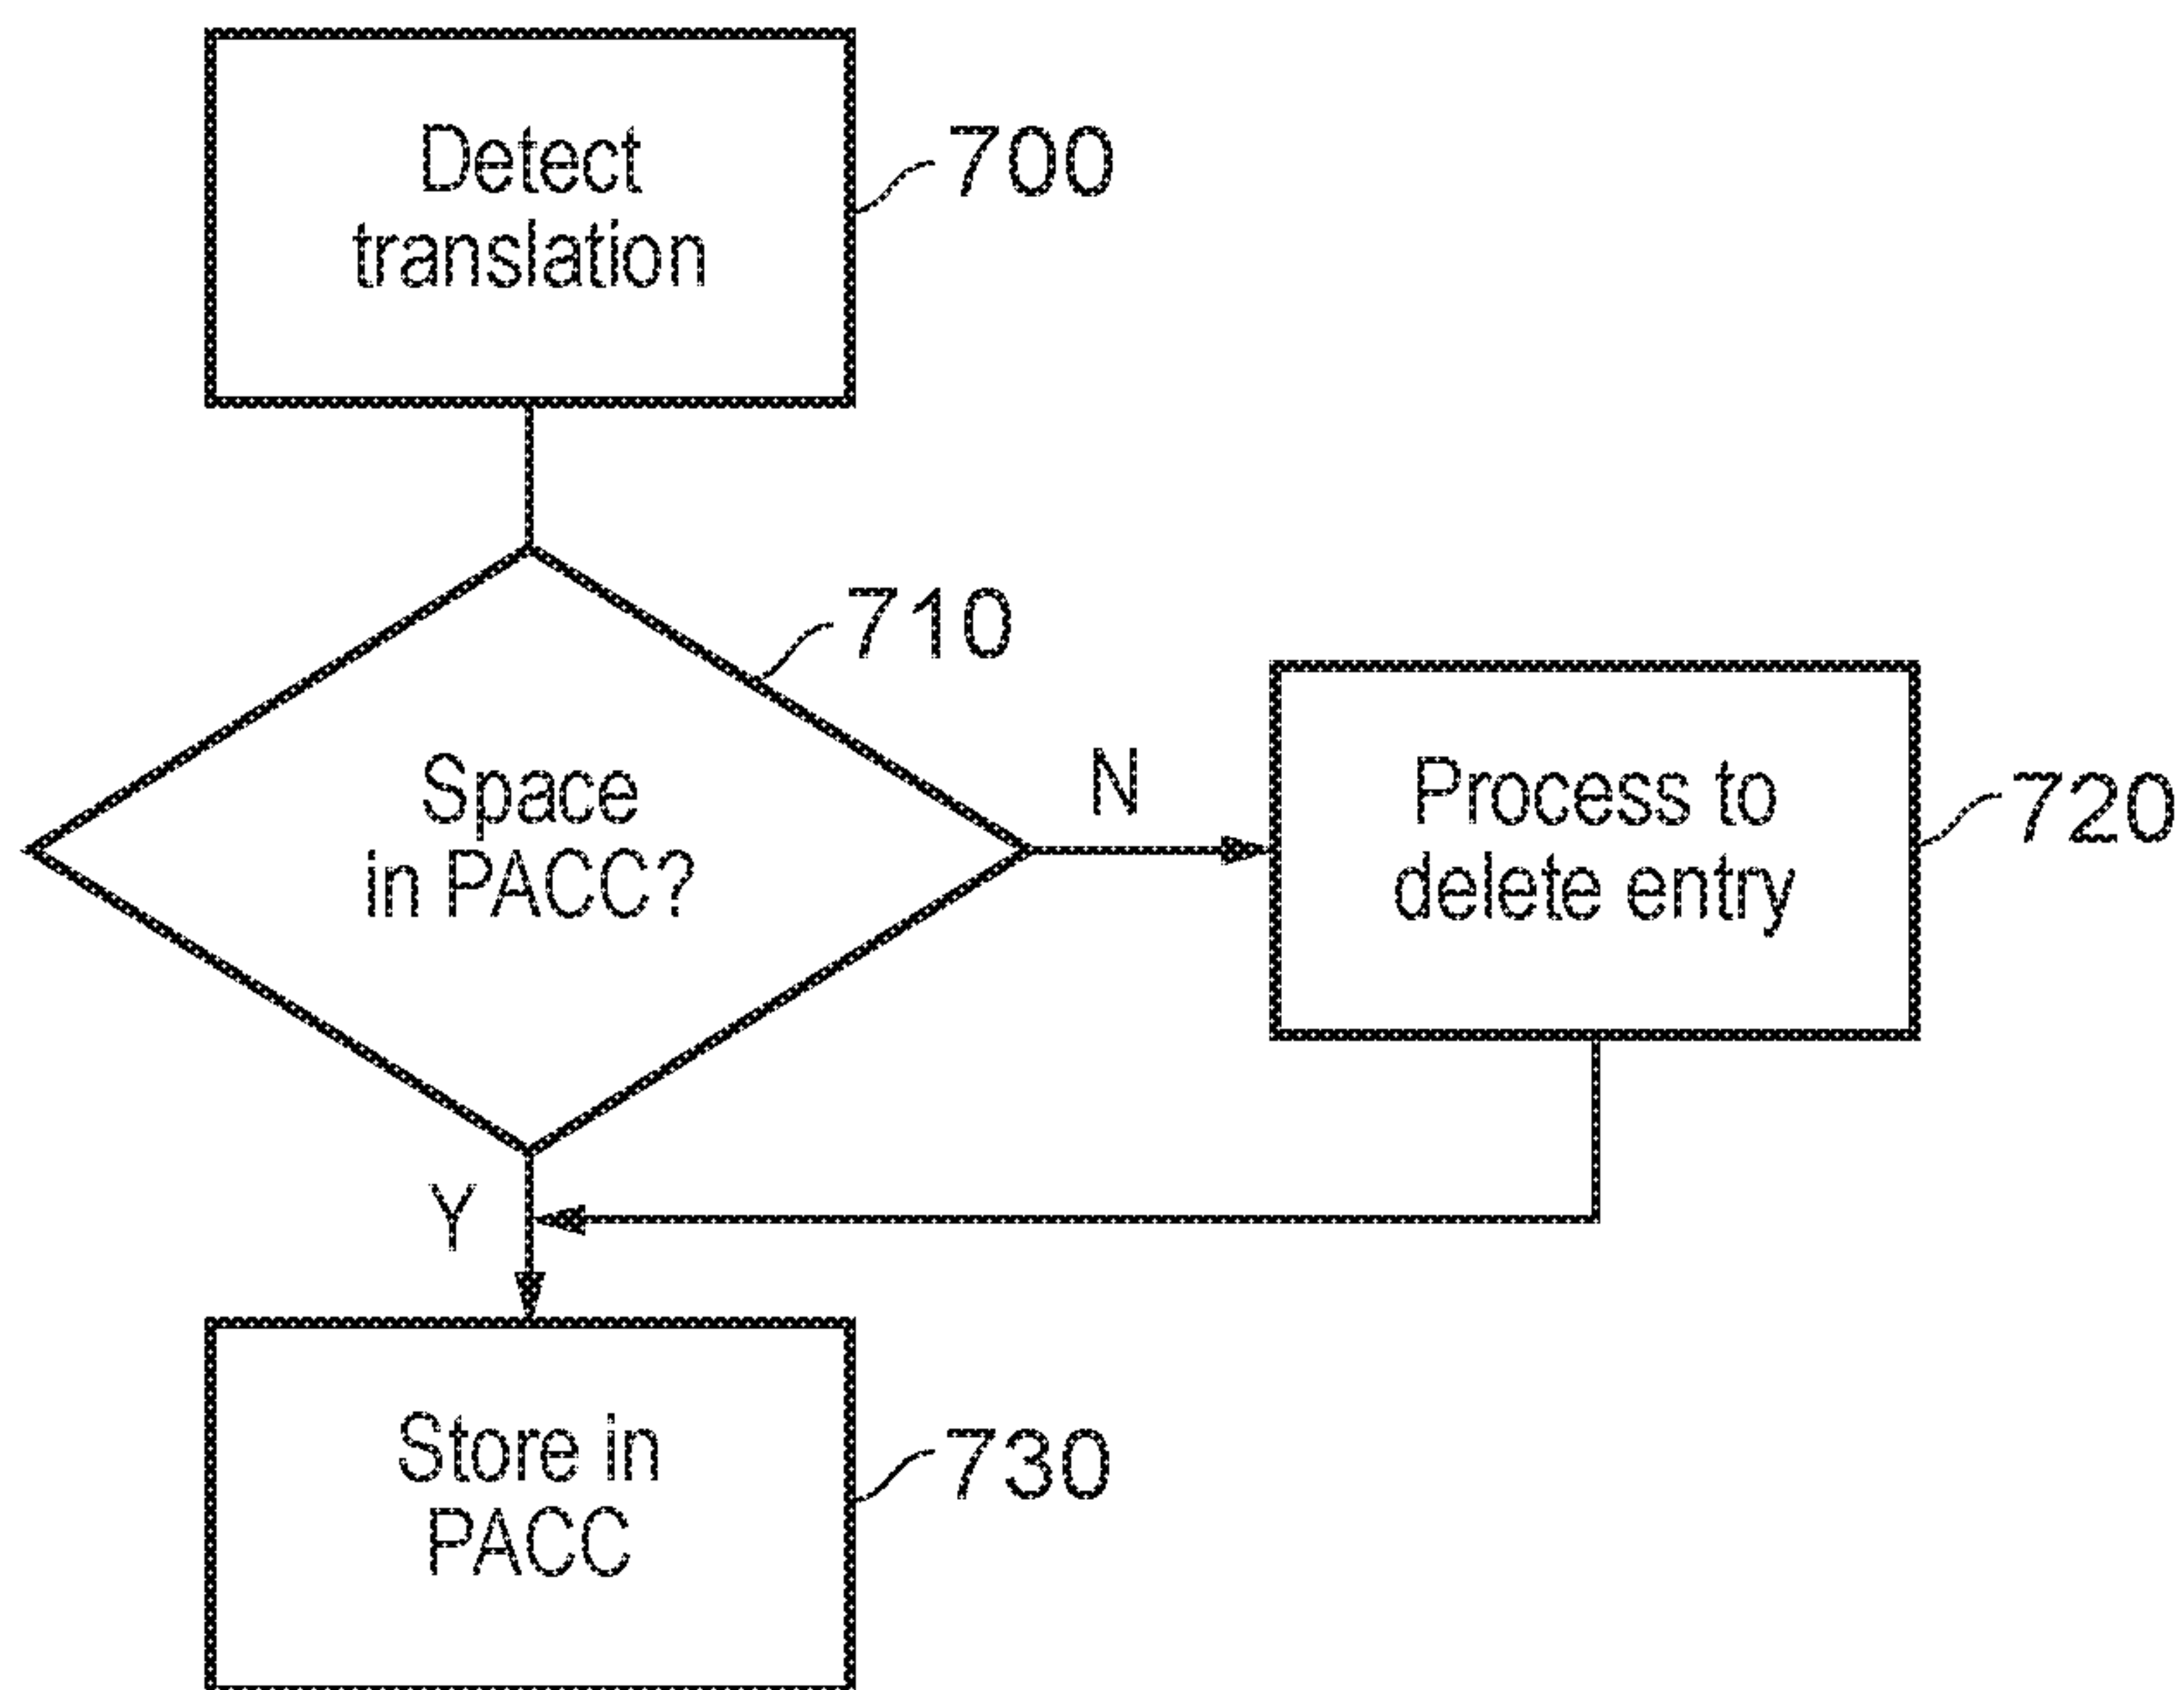 Detect
translation
700
710
Space
in PACC?
N
Process to
delete entry
720
Y
Store in
PACC
730